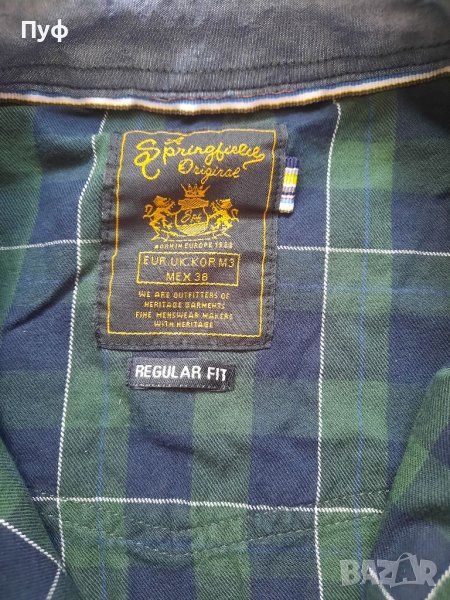 Пуф
Springfield
Original
BORN IN EUROPE 1988
EUR.UK.KOR M3
MEX 38
WE ARE OUTFITTERS OF
HERITAGE GARMENTS
FINE MENSWEAR MAKERS
WITH HERITAGE
REGULAR FIT
BAZAR